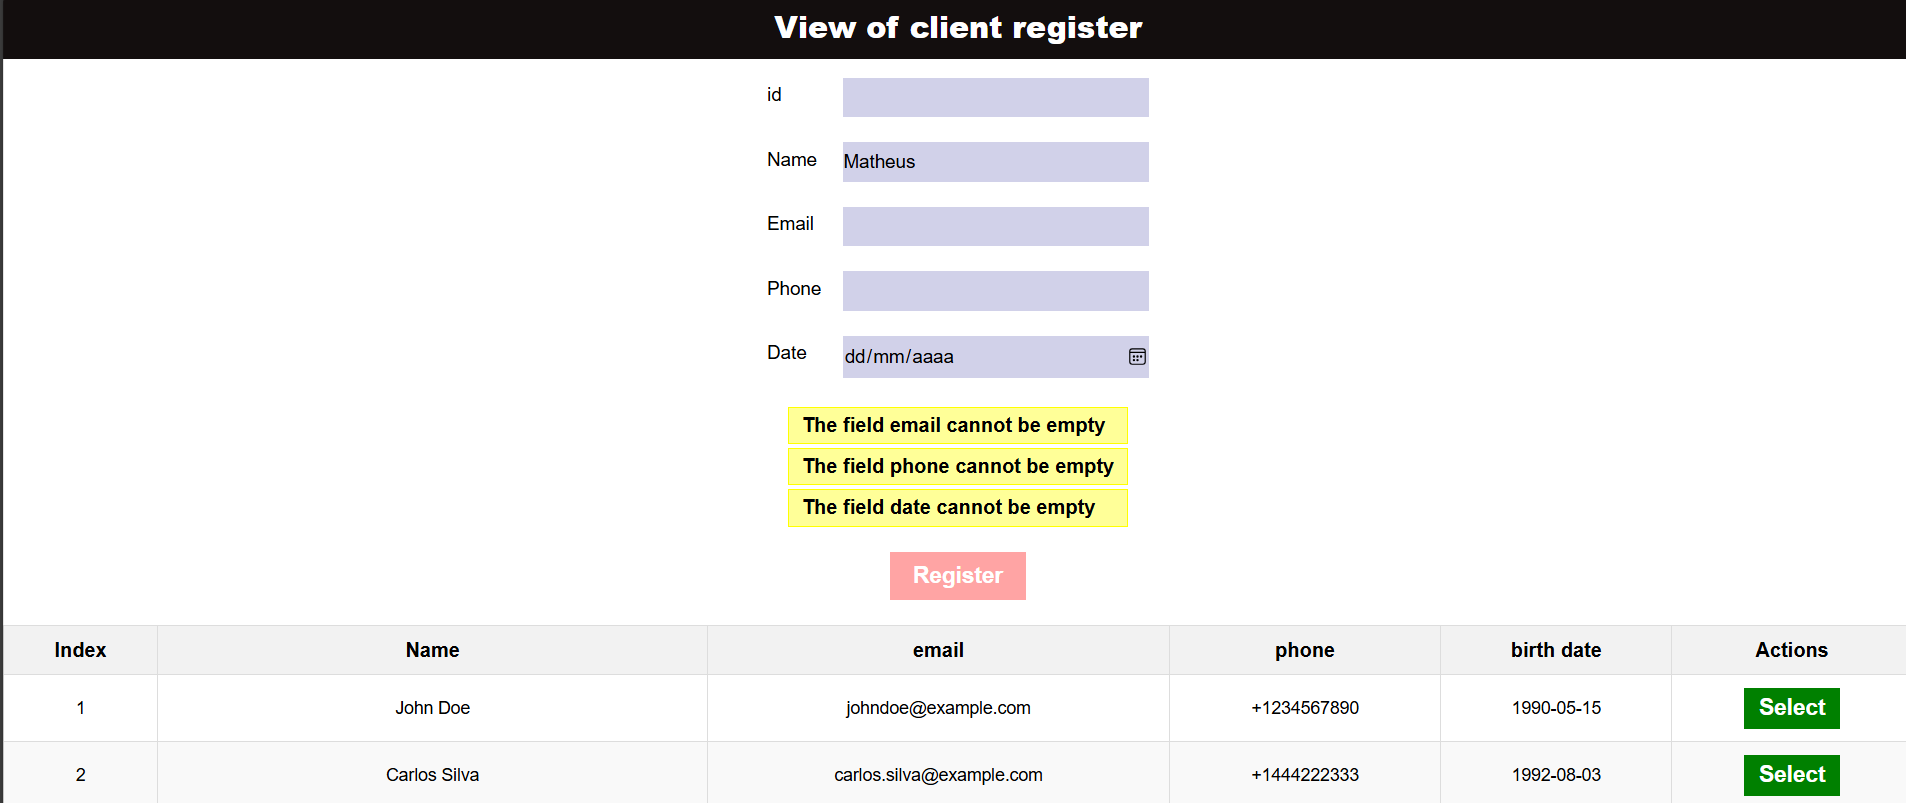 View of client register
id
Name Matheus
Email
Phone
Date dd/mm/aaaa
The field email cannot be empty
The field phone cannot be empty
The field date cannot be empty
Register
Index Name email phone birth date Actions
1 John Doe johndoe@example.com +1234567890 1990-05-15 Select
2 Carlos Silva carlos.silva@example.com +1444222333 1992-08-03 Select